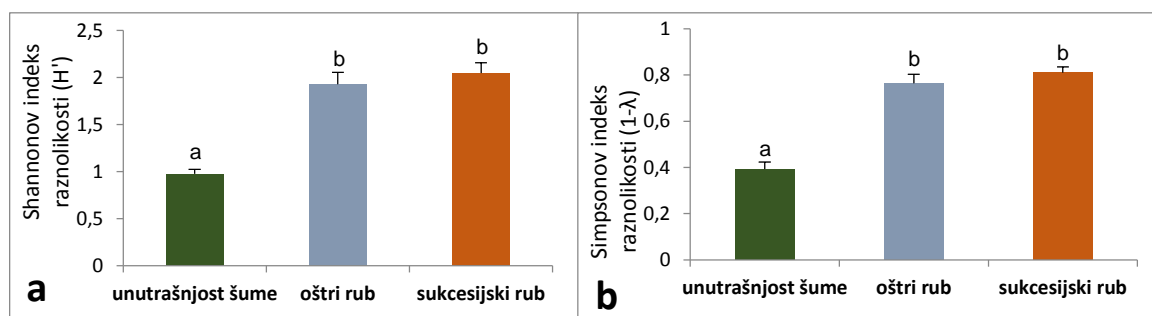 Shannonov indeks
raznolikosti (H')
2,5
2
1,5
1
0,5
0
a
b
b
unutrašnjost šume
oštri rub
sukcesijski rub
a
Simpsonov indeks
raznolikosti (1-λ)
1
0,8
0,6
0,4
0,2
0
a
b
b
unutrašnjost šume
oštri rub
sukcesijski rub
b